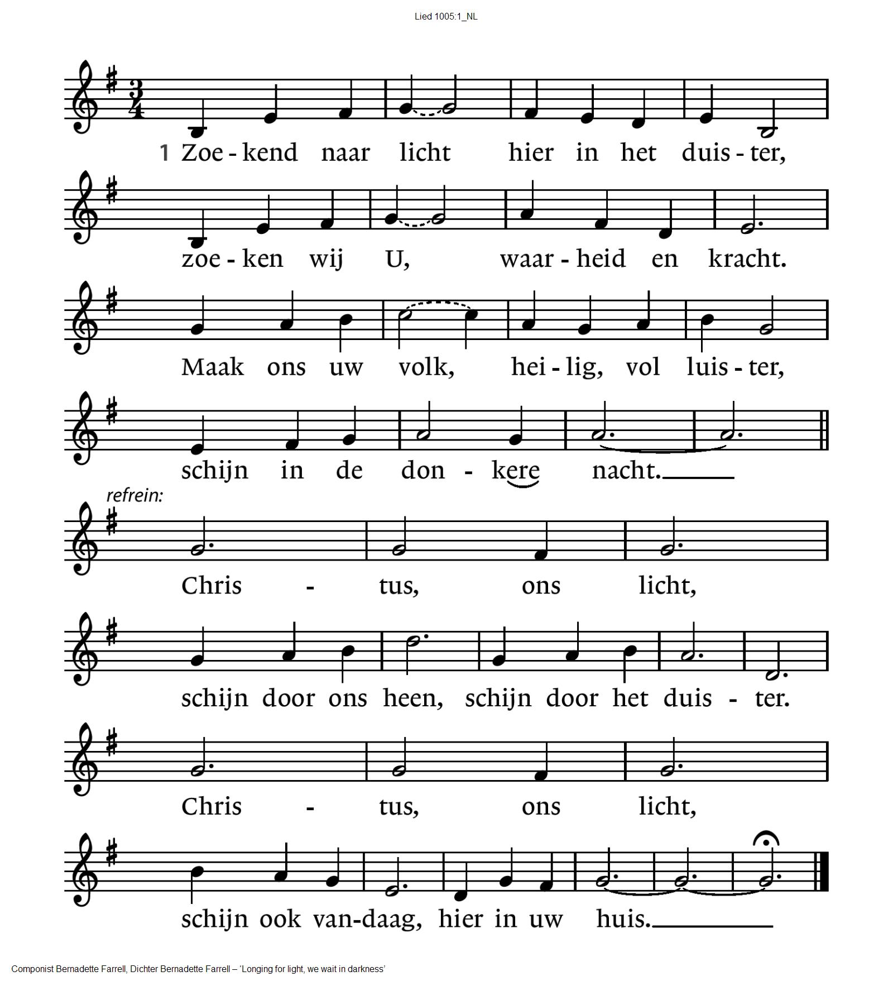 Lied 1005:1_NL
3
4
1 Zoe - kend naar licht hier in het duis - ter,
zoe - ken wij U, waar - heid en kracht.
Maak ons uw volk, hei - lig, vol luis - ter,
schijn in de don - kere nacht.
refrein:
Chris - tus, ons licht,
schijn door ons heen, schijn door het duis - ter.
Chris - tus, ons licht,
schijn ook van-daag, hier in uw huis.
Componist Bernadette Farrell, Dichter Bernadette Farrell – ‘Longing for light, we wait in darkness’